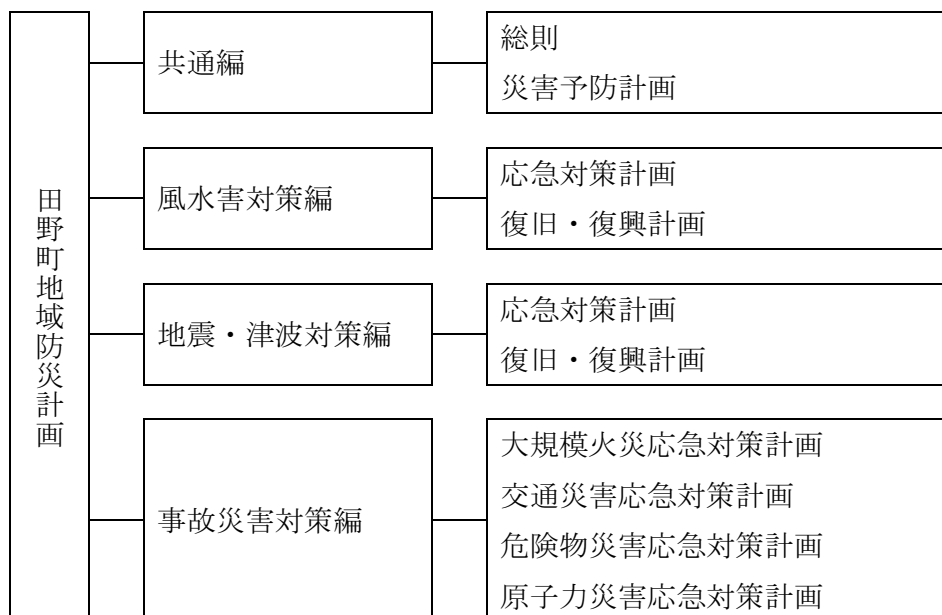 田野町地域防災計画
共通編
総則
災害予防計画
風水害対策編
応急対策計画
復旧・復興計画
地震・津波対策編
応急対策計画
復旧・復興計画
事故災害対策編
大規模火災応急対策計画
交通災害応急対策計画
危険物災害応急対策計画
原子力災害応急対策計画